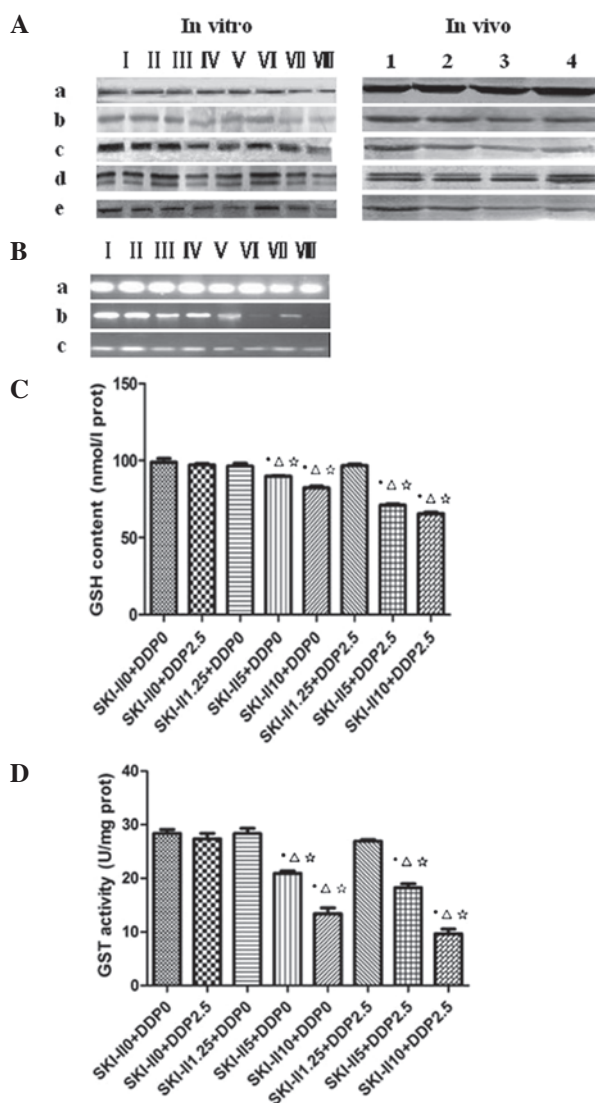 A
In vitro
In vivo
I II III IV V VI VII VIII
1 2 3 4
a
b
c
d
e
B
I II III IV V VI VII VIII
a
b
c
C
GSH content (nmol/l prot)
150
100
50
0
• △ ☆
• △ ☆
• △ ☆
• △ ☆
SKI-II0+DDP0
SKI-II0+DDP2.5
SKI-II1.25+DDP0
SKI-II5+DDP0
SKI-II10+DDP0
SKI-II1.25+DDP2.5
SKI-II5+DDP2.5
SKI-II10+DDP2.5
D
GST activity (U/mg prot)
40
30
20
10
0
• △ ☆
• △ ☆
• △ ☆
• △ ☆
SKI-II0+DDP0
SKI-II0+DDP2.5
SKI-II1.25+DDP0
SKI-II5+DDP0
SKI-II10+DDP0
SKI-II1.25+DDP2.5
SKI-II5+DDP2.5
SKI-II10+DDP2.5